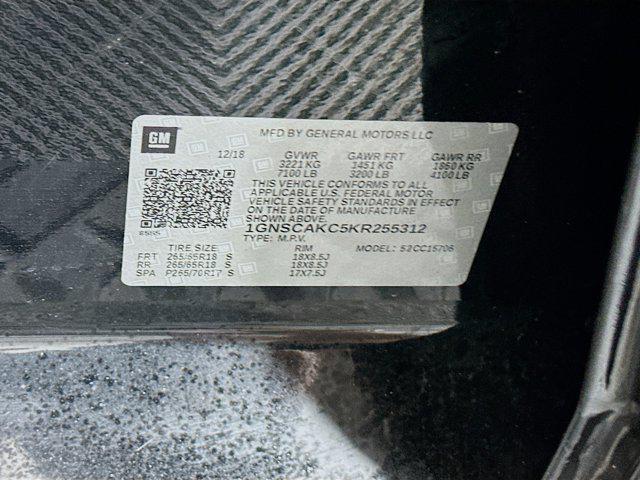 GM
MFD BY GENERAL MOTORS LLC
12/18 GVWR GAWR FRT GAWR RR
3221 KG 1451 KG 1860 KG
7100 LB 3200 LB 4100 LB
THIS VEHICLE CONFORMS TO ALL
APPLICABLE U.S. FEDERAL MOTOR
VEHICLE SAFETY STANDARDS IN EFFECT
ON THE DATE OF MANUFACTURE
SHOWN ABOVE
1GNSCAKC5KR255312
TYPE: M.P.V. MODEL: 53CC15706
TIRE SIZE RIM
FRT 265/65R18 S 18X8.5J
RR 265/65R18 S 18X8.5J
SPA P265/70R17 S 17X7.5J